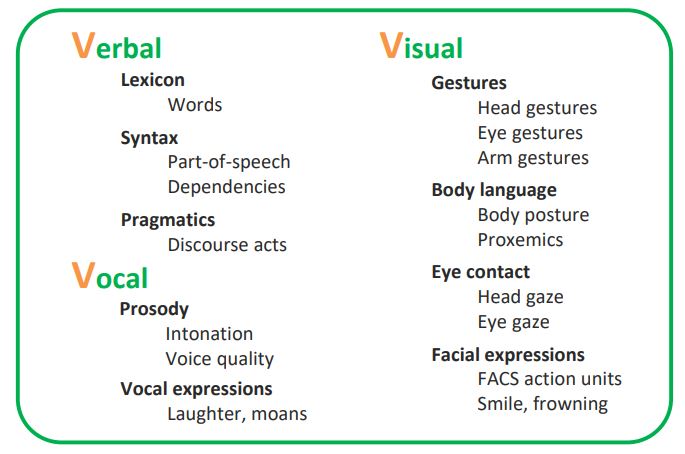 Verbal
Lexicon
Words
Syntax
Part-of-speech
Dependencies
Pragmatics
Discourse acts
Vocal
Prosody
Intonation
Voice quality
Vocal expressions
Laughter, moans
Visual
Gestures
Head gestures
Eye gestures
Arm gestures
Body language
Body posture
Proxemics
Eye contact
Head gaze
Eye gaze
Facial expressions
FACS action units
Smile, frowning